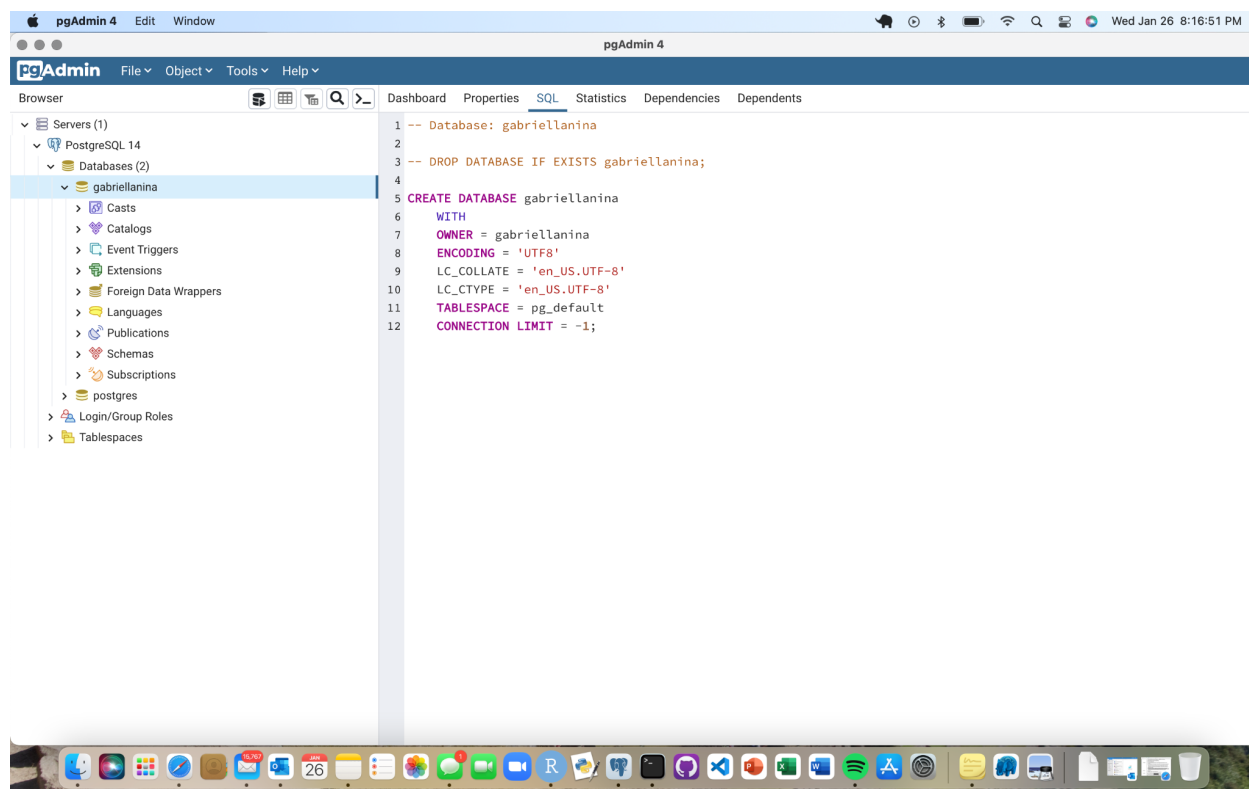 pgAdmin 4 Edit Window Wed Jan 26 8:16:51 PM
pgAdmin 4
pgAdmin File Object Tools Help
Browser
Dashboard Properties SQL Statistics Dependencies Dependents
Servers (1)
PostgreSQL 14
Databases (2)
gabriellanina
Casts
Catalogs
Event Triggers
Extensions
Foreign Data Wrappers
Languages
Publications
Schemas
Subscriptions
postgres
Login/Group Roles
Tablespaces
1 -- Database: gabriellanina
2
3 -- DROP DATABASE IF EXISTS gabriellanina;
4
5 CREATE DATABASE gabriellanina
6 WITH
7 OWNER = gabriellanina
8 ENCODING = 'UTF8'
9 LC_COLLATE = 'en_US.UTF-8'
10 LC_CTYPE = 'en_US.UTF-8'
11 TABLESPACE = pg_default
12 CONNECTION LIMIT = -1;
JAN
26